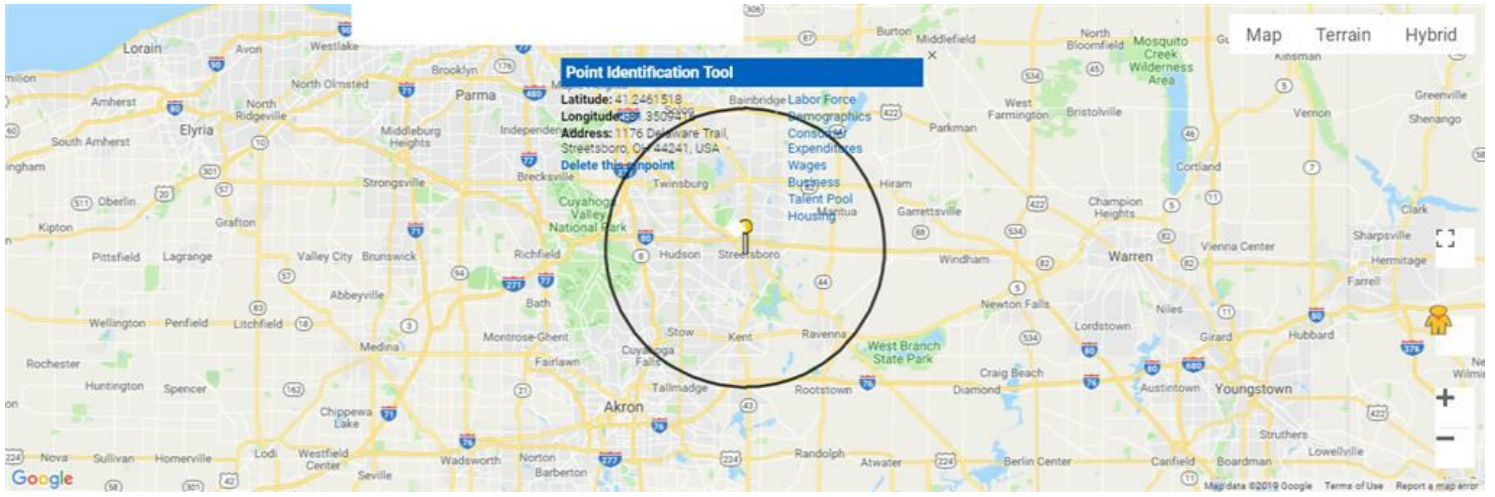 Map Terrain Hybrid
Point Identification Tool
×
Latitude: 41.2461518
Address: 1176 Delaware Trail,
Streetsboro, OH 44241, USA
Delete this pinpoint
Labor Force
Demographics
Consumer
Expenditures
Wages
Business
Talent Pool
Housing
Lorain
Avon
Westlake
Burton
Middlefield
North
Bloomfield
Mosquito
Creek
Wilderness
Area
Kinsman
Amherst
North
Ridgeville
North Olmsted
Brooklyn
Parma
Bainbridge
Parkman
West
Farmington
Bristolville
Vernon
Greenville
South Amherst
Elyria
Middleburg
Heights
Shenango
Oberlin
Strongsville
Brecksville
Twinsburg
Hiram
Cortland
Kipton
Grafton
Cuyahoga
Valley
National Park
Mantua
Garrettsville
Champion
Heights
Clark
Pittsfield
Lagrange
Valley City
Brunswick
Richfield
Hudson
Streetsboro
Windham
Warren
Vienna Center
Sharpsville
Hermitage
Farrell
Abbeyville
Bath
Newton Falls
Niles
Wellington
Penfield
Litchfield
Medina
Montrose-Ghent
Stow
Kent
Ravenna
Lordstown
Girard
Hubbard
Rochester
Fairlawn
Cuyahoga
Falls
West Branch
State Park
Craig Beach
Huntington
Spencer
Tallmadge
Rootstown
Diamond
Austintown
Youngstown
Chippewa
Lake
Akron
Struthers
Nova
Sullivan
Homerville
Lodi
Westfield
Center
Seville
Wadsworth
Norton
Barberton
Randolph
Atwater
Berlin Center
Canfield
Boardman
Lowellville
Google
Map data ©2019 Google Terms of Use Report a map error